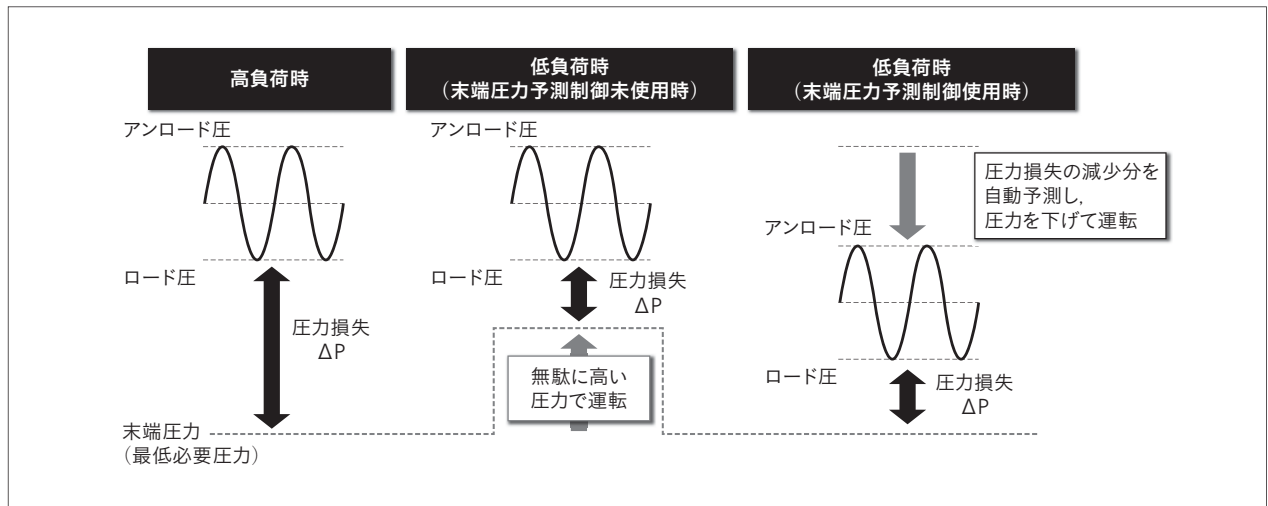 高負荷時
低負荷時
（末端圧力予測制御未使用時）
低負荷時
（末端圧力予測制御使用時）
アンロード圧
ロード圧
圧力損失
ΔP
末端圧力
（最低必要圧力）
アンロード圧
ロード圧
圧力損失
ΔP
無駄に高い
圧力で運転
圧力損失の減少分を
自動予測し，
圧力を下げて運転
アンロード圧
ロード圧
圧力損失
ΔP